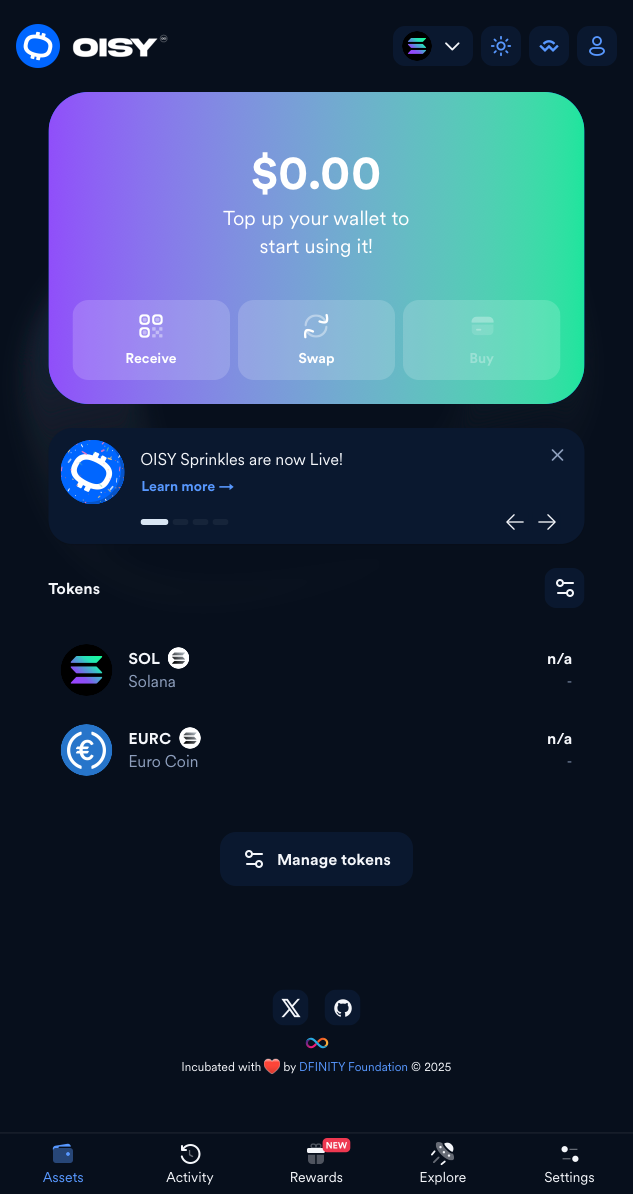 OISY
$0.00
Top up your wallet to
start using it!
Receive
Swap
Buy
OISY Sprinkles are now Live!
Learn more →
Tokens
SOL
n/a
Solana
-
EURC
n/a
Euro Coin
-
Manage tokens
Incubated with ❤️ by DFINITY Foundation © 2025
NEW
Assets
Activity
Rewards
Explore
Settings